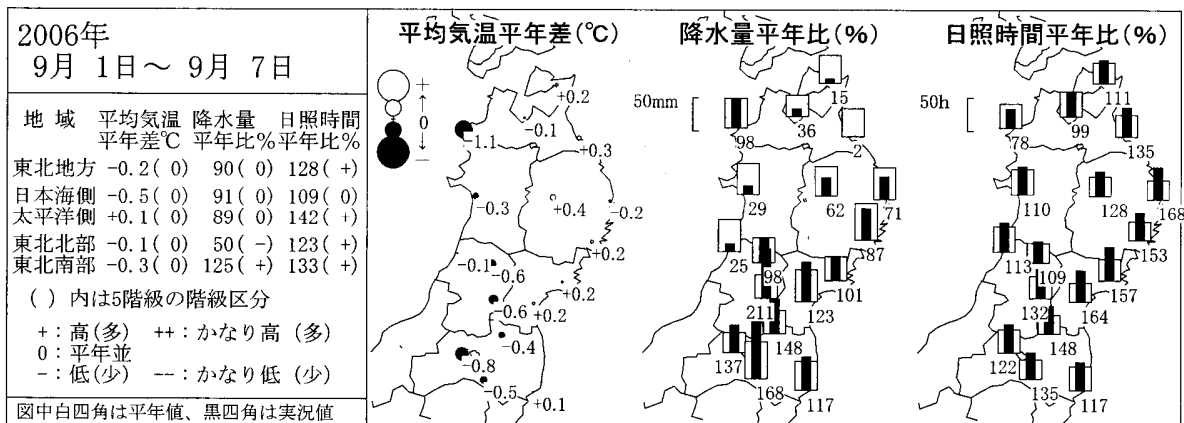 2006年
9月 1日～ 9月 7日
地 域 平均気温 降水量 日照時間
平年差℃ 平年比% 平年比%
東北地方 -0.2( 0) 90( 0) 128( +)
日本海側 -0.5( 0) 91( 0) 109( 0)
太平洋側 +0.1( 0) 89( 0) 142( +)
東北北部 -0.1( 0) 50( -) 123( +)
東北南部 -0.3( 0) 125( +) 133( +)
( ) 内は5階級の階級区分
+：高(多) ++：かなり高 (多)
0：平年並
-：低(少) --：かなり低 (少)
図中白四角は平年値、黒四角は実況値
平均気温平年差(℃)
+
↑
0
↓
-
+0.2
-0.1
-1.1
+0.3
-0.3
+0.4
-0.2
+0.2
-0.1
-0.6
+0.2
-0.6
+0.2
-0.4
-0.8
-0.5
+0.1
降水量平年比(%)
50mm
15
36
98
2
29
62
71
87
25
98
101
211
123
148
137
168
117
日照時間平年比(%)
50h
111
99
78
135
110
128
168
153
113
109
157
132
164
148
122
135
117